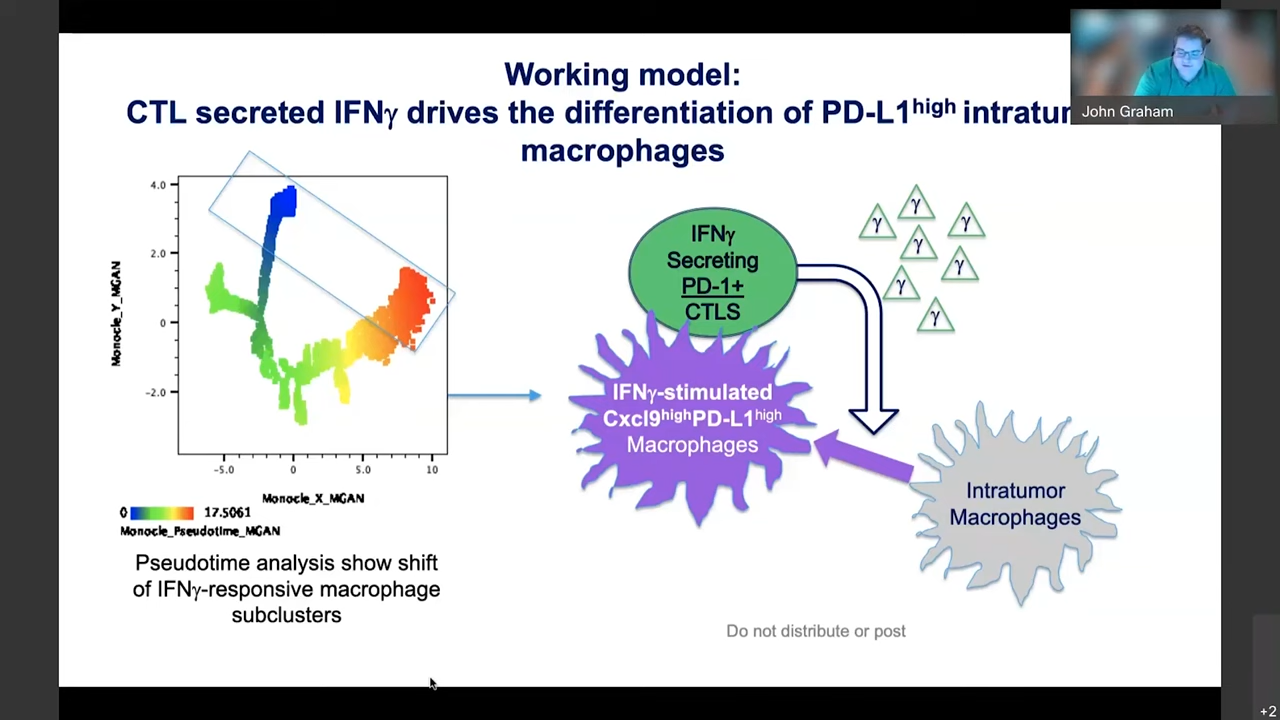 Working model:
CTL secreted IFNγ drives the differentiation of PD-L1high
macrophages
John Graham
4.0
2.0
0
-2.0
Monocle_Y_MGAN
-5.0
0
5.0
10
Monocle_X_MGAN
0
17.5061
Monocle_Pseudotime_MGAN
Pseudotime analysis show shift
of IFNγ-responsive macrophage
subclusters
IFNγ
Secreting
PD-1+
CTLS
γ
γ
γ
γ
γ
γ
γ
IFNγ-stimulated
Cxcl9highPD-L1high
Macrophages
Intratumor
Macrophages
Do not distribute or post
+2